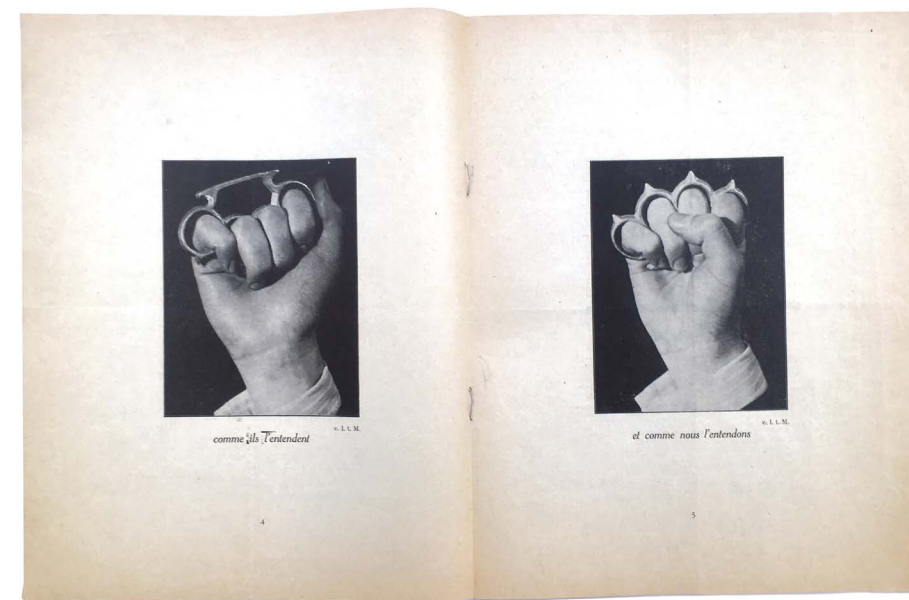 e. l. t. M.
comme ils l'entendent
4
e. l. t. M.
et comme nous l'entendons
5